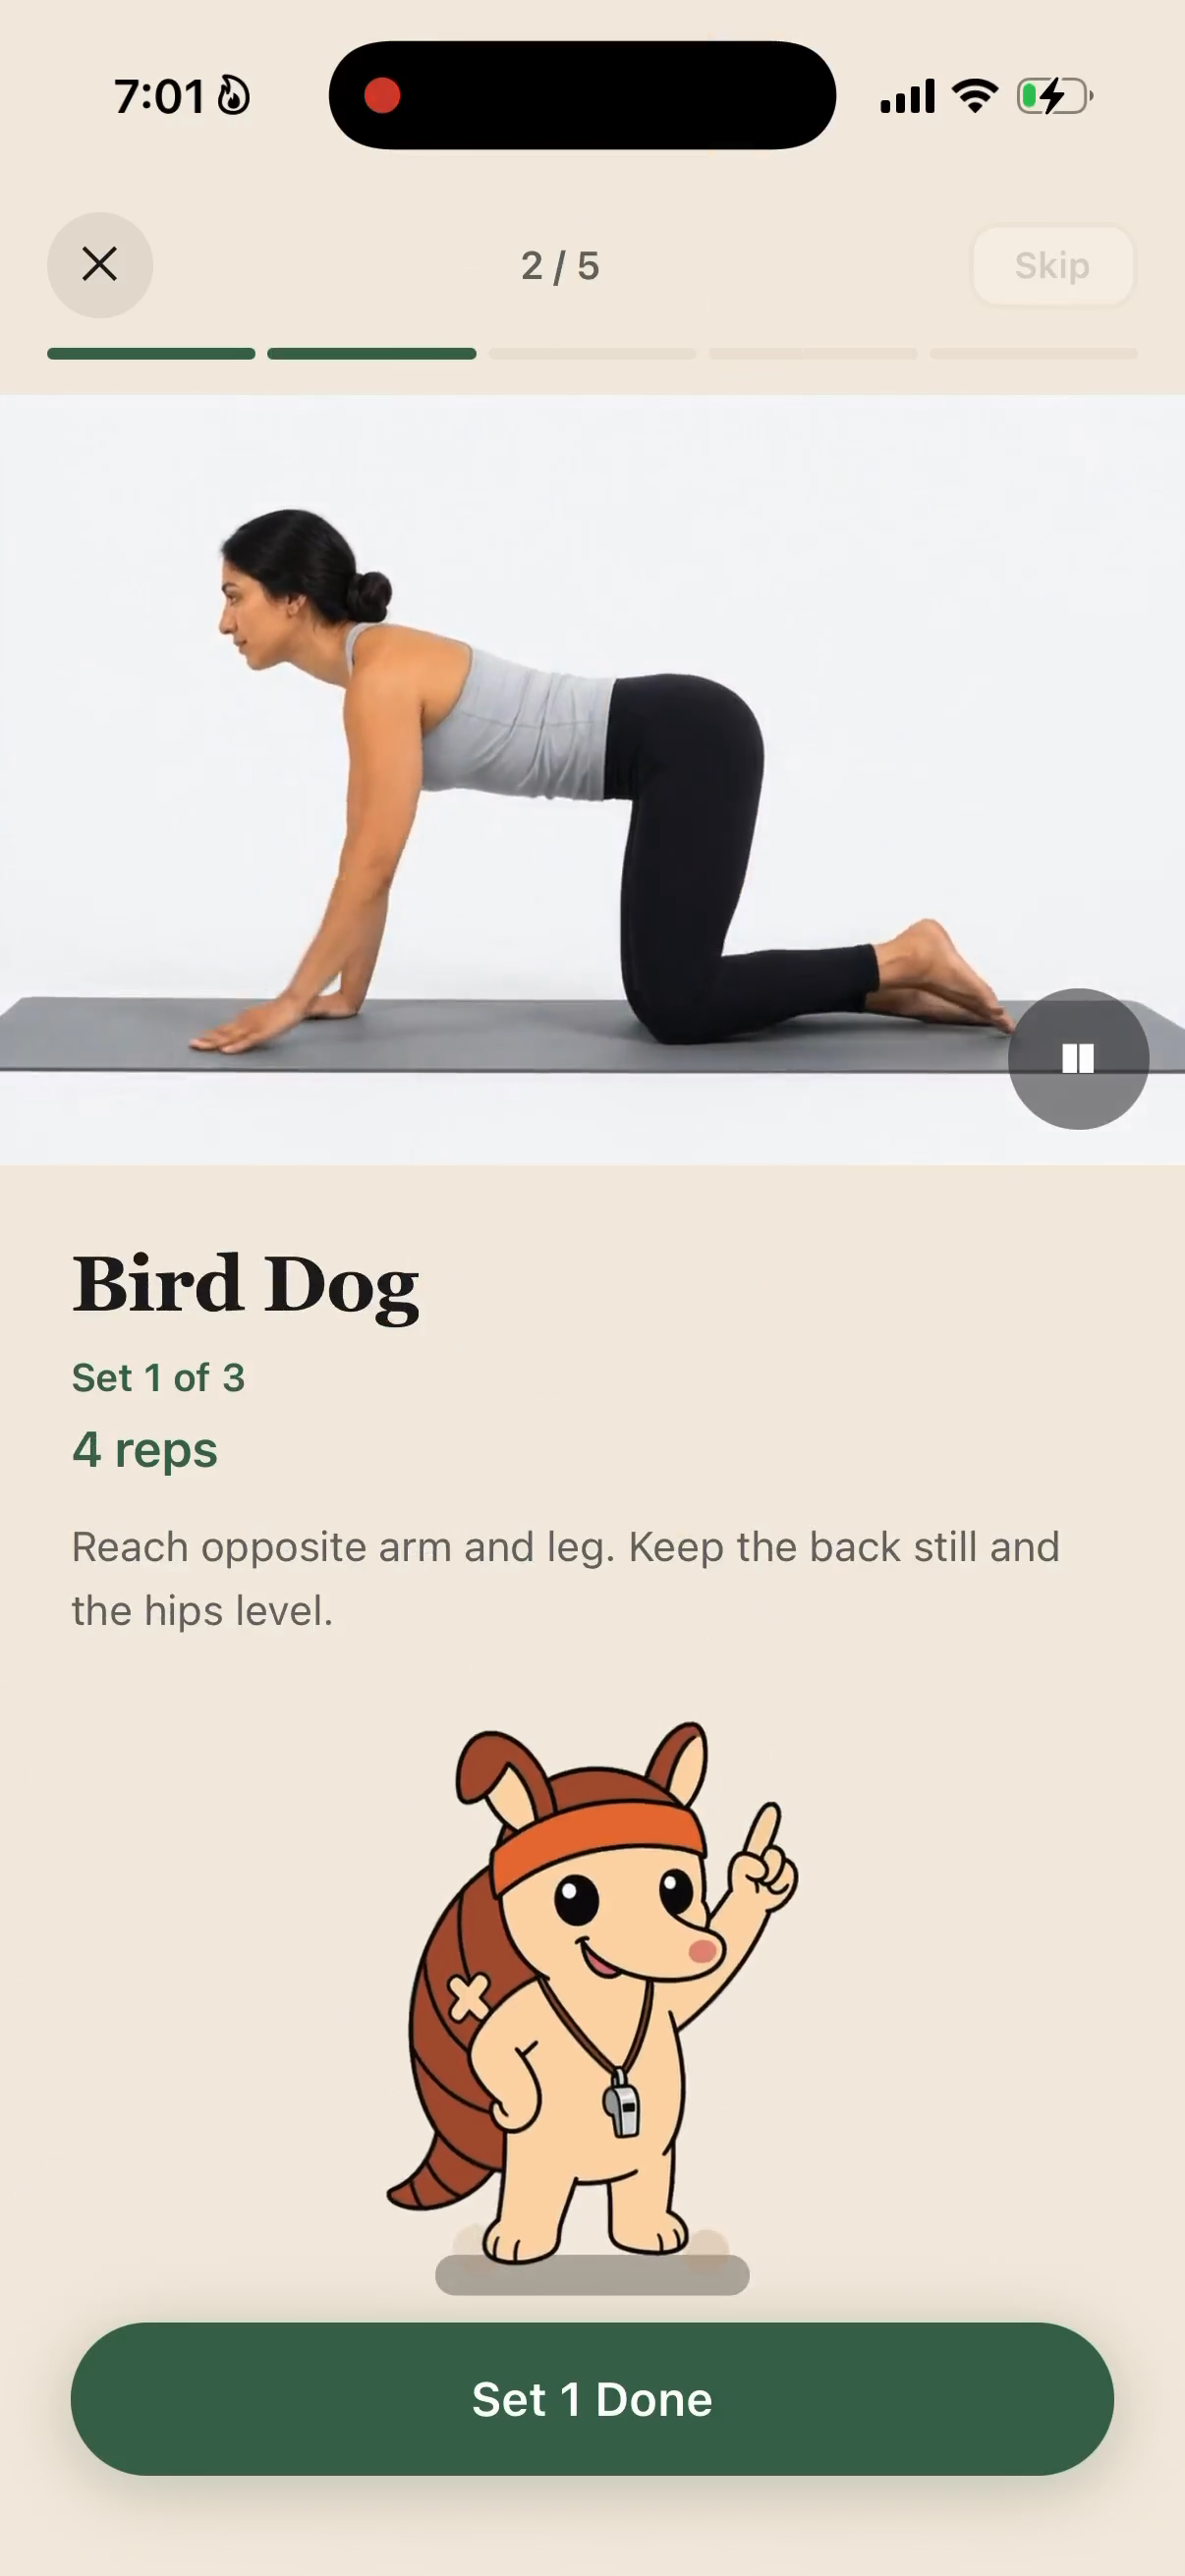 7:01
2 / 5
Skip
Bird Dog
Set 1 of 3
4 reps
Reach opposite arm and leg. Keep the back still and
the hips level.
Set 1 Done